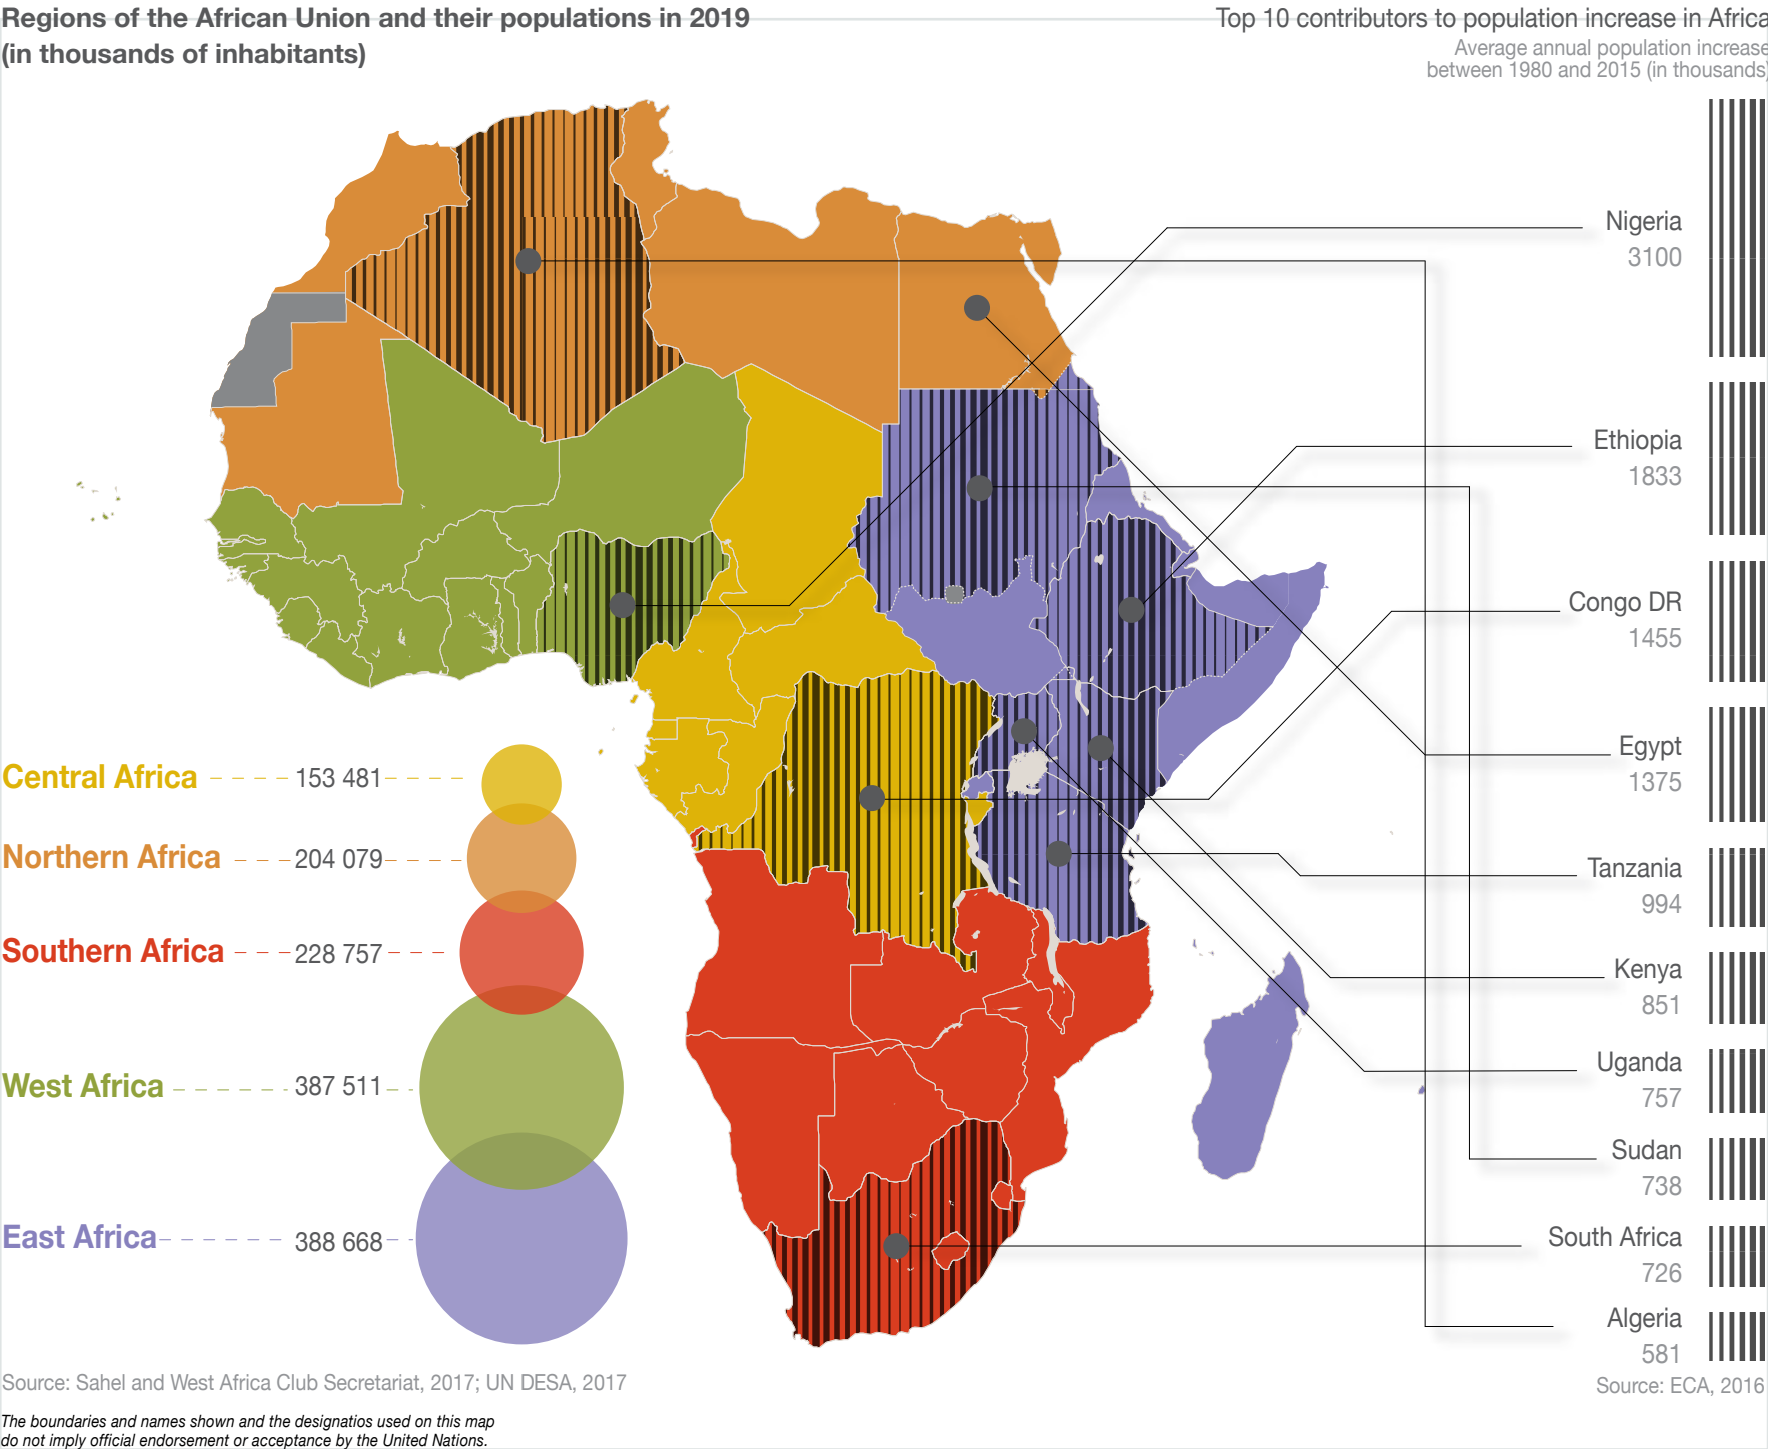 Regions of the African Union and their populations in 2019
(in thousands of inhabitants)
Top 10 contributors to population increase in Africa
Average annual population increase
between 1980 and 2015 (in thousands)
Nigeria
3100
Ethiopia
1833
Congo DR
1455
Egypt
1375
Tanzania
994
Kenya
851
Uganda
757
Sudan
738
South Africa
726
Algeria
581
Central Africa 153 481
Northern Africa 204 079
Southern Africa 228 757
West Africa 387 511
East Africa 388 668
Source: Sahel and West Africa Club Secretariat, 2017; UN DESA, 2017
Source: ECA, 2016
The boundaries and names shown and the designatios used on this map
do not imply official endorsement or acceptance by the United Nations.